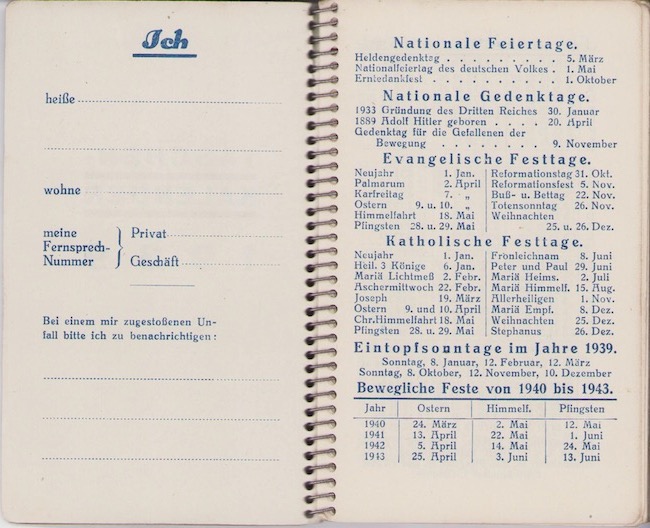 Ich
heiße
wohne
meine
Fernsprech-
Nummer
Privat
Geschäft
Bei einem mir zugestoßenen Un-
fall bitte ich zu benachrichtigen:
Nationale Feiertage.
Heldengedenktag . . . . . . . . . 5. März
Nationalfeiertag des deutschen Volkes . 1. Mai
Erntedankfest . . . . . . . . . . 1. Oktober
Nationale Gedenktage.
1933 Gründung des Dritten Reiches 30. Januar
1889 Adolf Hitler geboren . . . . 20. April
Gedenktag für die Gefallenen der
Bewegung . . . . . . . . 9. November
Evangelische Festtage.
Neujahr 1. Jan.
Palmarum 2. April
Karfreitag 7. „
Ostern 9. u. 10. „
Himmelfahrt 18. Mai
Pfingsten 28. u. 29. Mai
Reformationstag 31. Okt.
Reformationsfest 5. Nov.
Buß- u. Bettag 22. Nov.
Totensonntag 26. Nov.
Weihnachten
25. u. 26. Dez.
Katholische Festtage.
Neujahr 1. Jan.
Heil. 3 Könige 6. Jan.
Mariä Lichtmeß 2. Febr.
Aschermittwoch 22. Febr.
Joseph 19. März
Ostern 9. und 10. April
Chr.Himmelfahrt 18. Mai
Pfingsten 28. u. 29. Mai
Fronleichnam 8. Juni
Peter und Paul 29. Juni
Mariä Heims. 2. Juli
Mariä Himmelf. 15. Aug.
Allerheiligen 1. Nov.
Mariä Empf. 8. Dez.
Weihnachten 25. Dez.
Stephanus 26. Dez.
Eintopfsonntage im Jahre 1939.
Sonntag, 8. Januar, 12. Februar, 12. März
Sonntag, 8. Oktober, 12. November, 10. Dezember
Bewegliche Feste von 1940 bis 1943.
Jahr Ostern Himmelf. Pfingsten
1940 24. März 2. Mai 12. Mai
1941 13. April 22. Mai 1. Juni
1942 5. April 14. Mai 24. Mai
1943 25. April 3. Juni 13. Juni